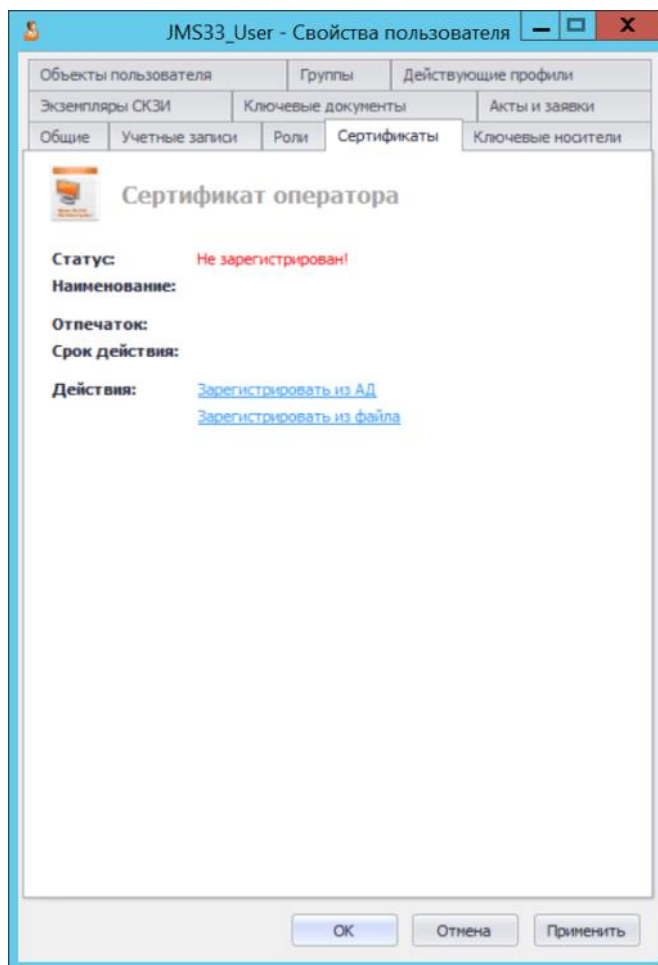 JMS33_User - Свойства пользователя
Объекты пользователя Группы Действующие профили
Экземпляры СКЗИ Ключевые документы Акты и заявки
Общие Учетные записи Роли Сертификаты Ключевые носители
Сертификат оператора
Статус: Не зарегистрирован!
Наименование:
Отпечаток:
Срок действия:
Действия: Зарегистрировать из АД
Зарегистрировать из файла
ОК Отмена Применить